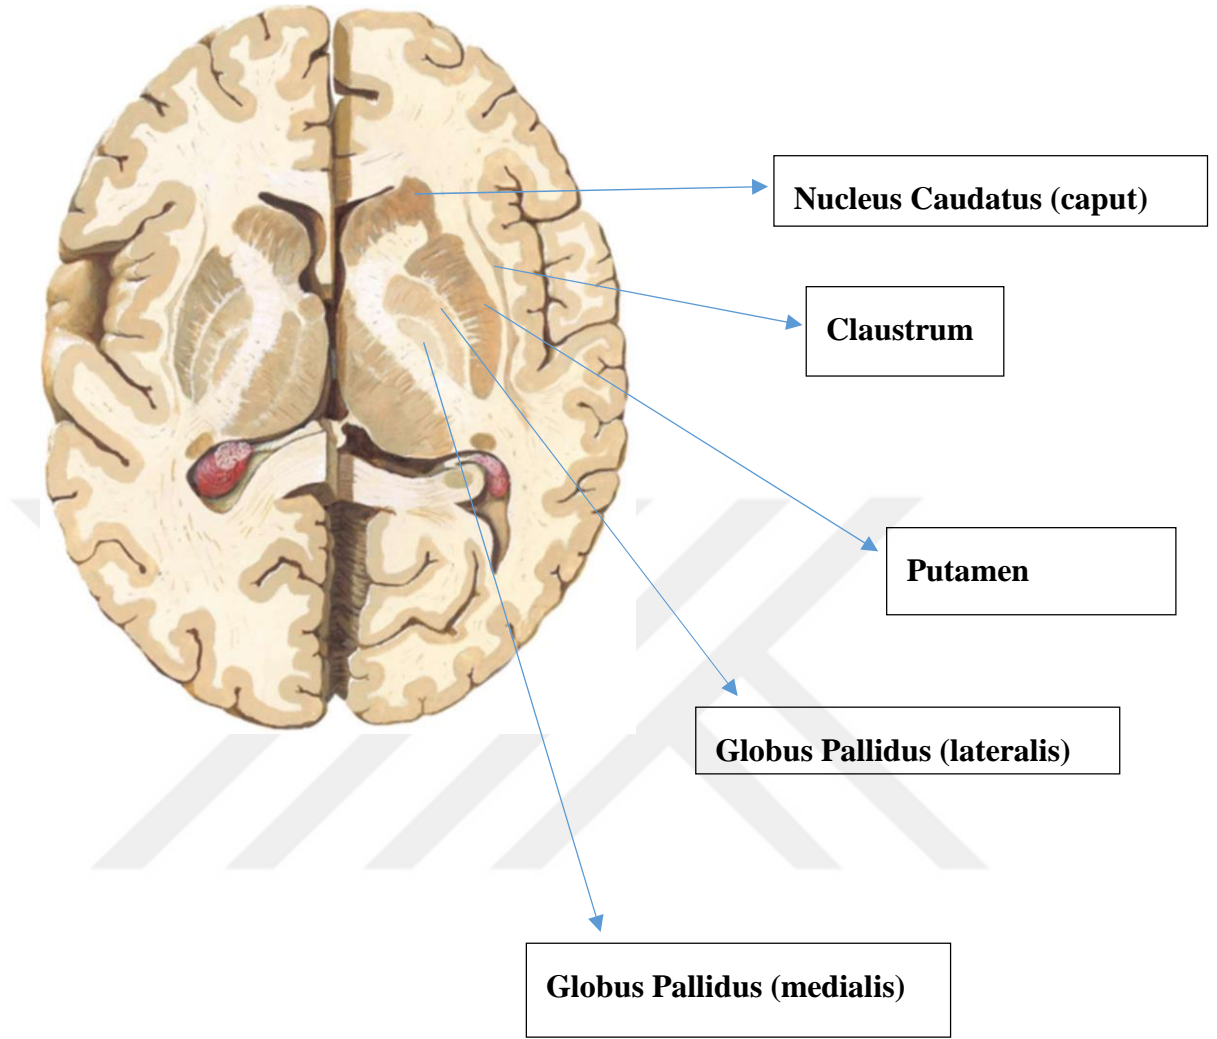 Nucleus Caudatus (caput)
Claustrum
Putamen
Globus Pallidus (lateralis)
Globus Pallidus (medialis)